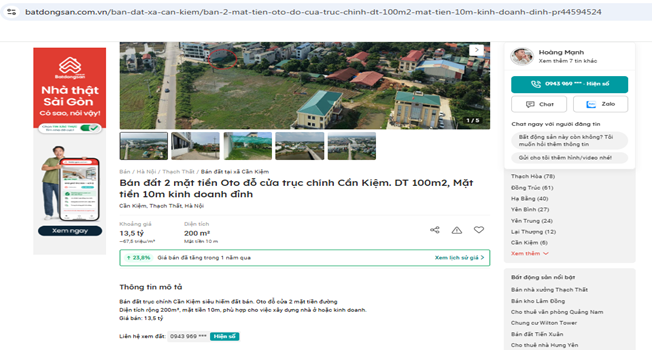 batdongsan.com.vn/ban-dat-xa-can-kiem/ban-2-mat-tien-oto-do-cua-truc-chinh-dt-100m2-mat-tien-10m-kinh-doanh-dinh-pr44594524
Batdongsan
Nhà thật
Sài Gòn
Có sao, nói vậy!
Xem ngay
1 / 5
Bán / Hà Nội / Thạch Thất / Bán đất tại xã Cần Kiệm
Bán đất 2 mặt tiền Oto đỗ cửa trục chính Cần Kiệm. DT 100m2, Mặt
tiền 10m kinh doanh đỉnh
Cần Kiệm, Thạch Thất, Hà Nội
Khoảng giá
Diện tích
13,5 tỷ
200 m²
~67,5 triệu/m²
Mặt tiền 10 m
23,8%
Giá bán đã tăng trong 1 năm qua
Xem lịch sử giá >
Thông tin mô tả
Bán đất trục chính Cần Kiệm siêu hiếm đất bán. Oto đỗ cửa 2 mặt tiền đường
Diện tích rộng 200m², mặt tiền 10m, phù hợp cho việc xây dựng nhà ở hoặc kinh doanh.
Giá bán: 13,5 tỷ
Liên hệ xem đất: 0943 969 *** Hiện số
Hoàng Mạnh
Xem thêm 7 tin khác
0943 969 *** · Hiện số
Chat
Zalo
Chat ngay với người đăng tin
Bất động sản này còn không? Tôi
muốn hỏi thêm thông tin
Gửi cho tôi thêm hình/video nhé!
Thạch Hòa (78)
Đồng Trúc (61)
Hạ Bằng (40)
Yên Bình (27)
Yên Trung (24)
Lại Thượng (12)
Cần Kiệm (6)
Xem thêm
Bất động sản nổi bật
Bán nhà xưởng Thạch Thất
Bán kho Lâm Đồng
Cho thuê văn phòng Quảng Nam
Chung cư Wilton Tower
Bán đất Tiền Xuân
Cho thuê nhà Hưng Yên